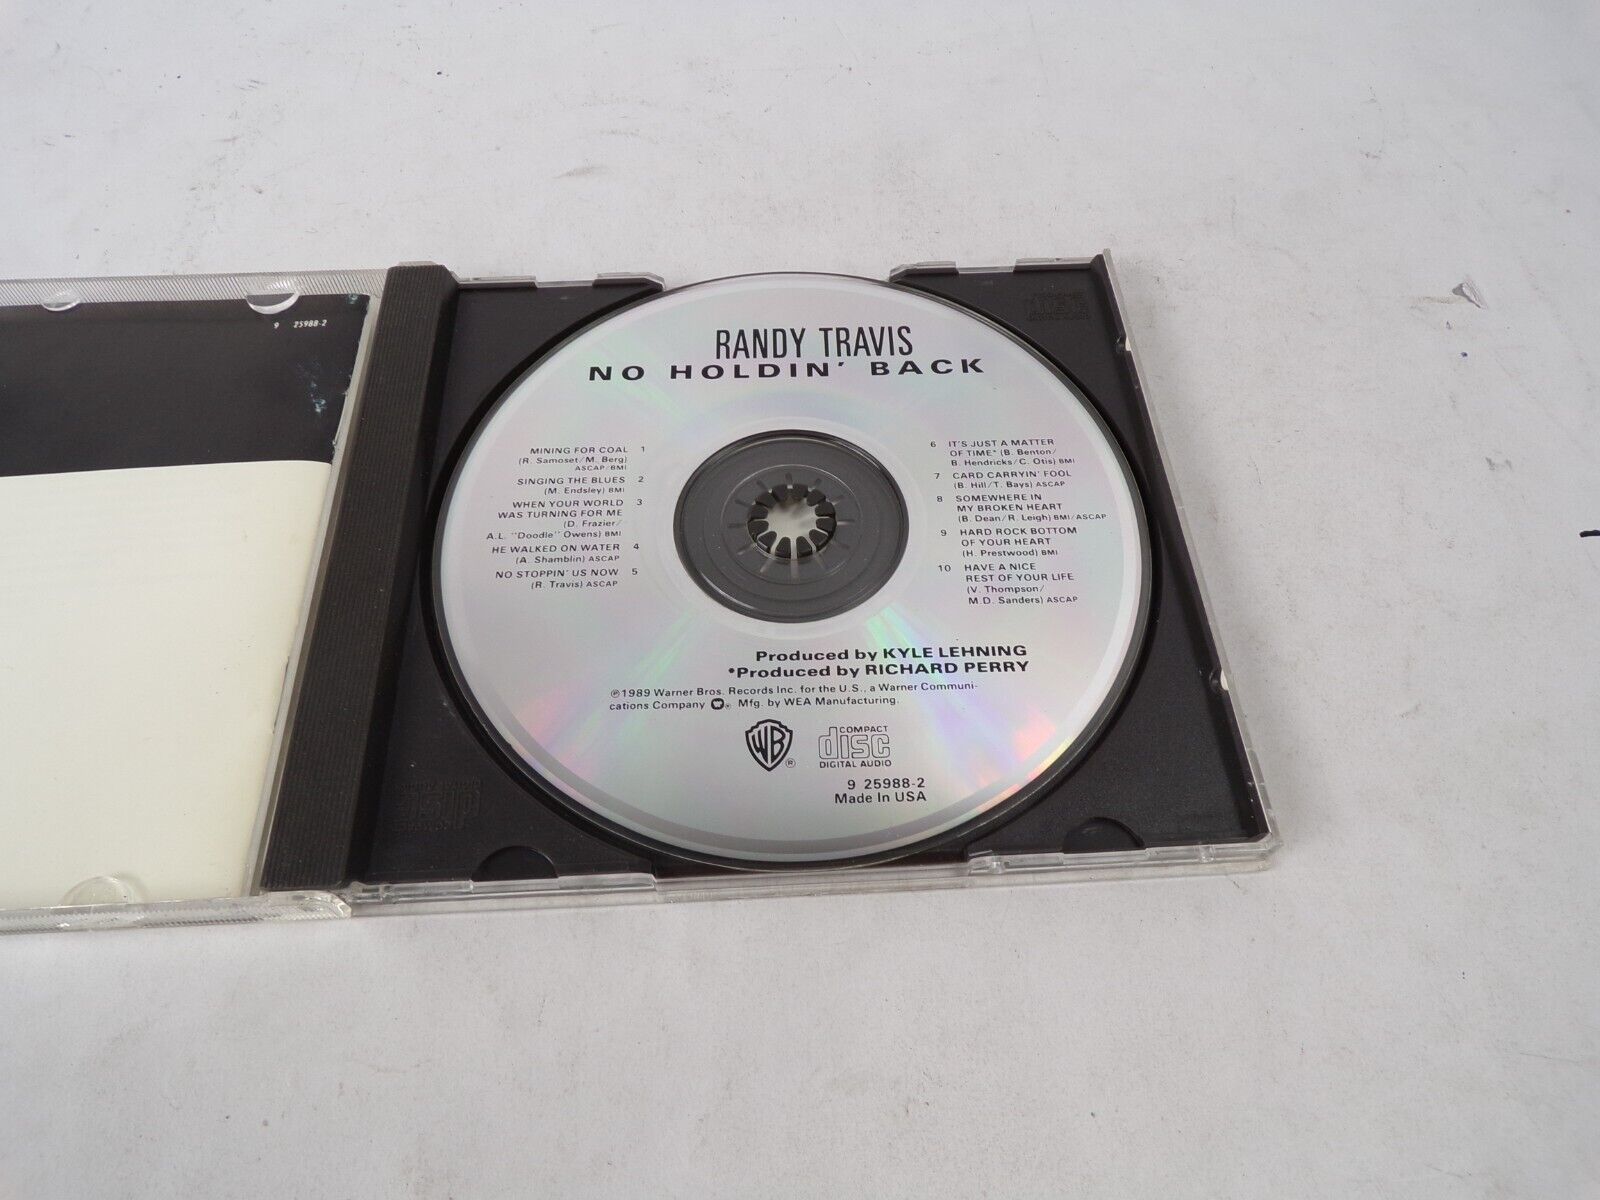 9 25988-2
RANDY TRAVIS
NO HOLDIN' BACK
MINING FOR COAL 1
(R. Samoset/M. Berg)
ASCAP/BMI
SINGING THE BLUES 2
(M. Endsley) BMI
WHEN YOUR WORLD 3
WAS TURNING FOR ME
(D. Frazier/
A.L. "Doodle" Owens) BMI
HE WALKED ON WATER 4
(A. Shamblin) ASCAP
NO STOPPIN' US NOW 5
(R. Travis) ASCAP
6 IT'S JUST A MATTER
OF TIME* (B. Benton/
B. Hendricks/C. Otis) BMI
7 CARD CARRYIN' FOOL
(B. Hill/T. Bays) ASCAP
8 SOMEWHERE IN
MY BROKEN HEART
(B. Dean/R. Leigh) BMI/ASCAP
9 HARD ROCK BOTTOM
OF YOUR HEART
(H. Prestwood) BMI
10 HAVE A NICE
REST OF YOUR LIFE
(V. Thompson/
M.D. Sanders) ASCAP
Produced by KYLE LEHNING
*Produced by RICHARD PERRY
℗1989 Warner Bros. Records Inc. for the U.S., a Warner Communi-
cations Company ®. Mfg. by WEA Manufacturing.
WB ®
COMPACT
disc
DIGITAL AUDIO
9 25988-2
Made In USA